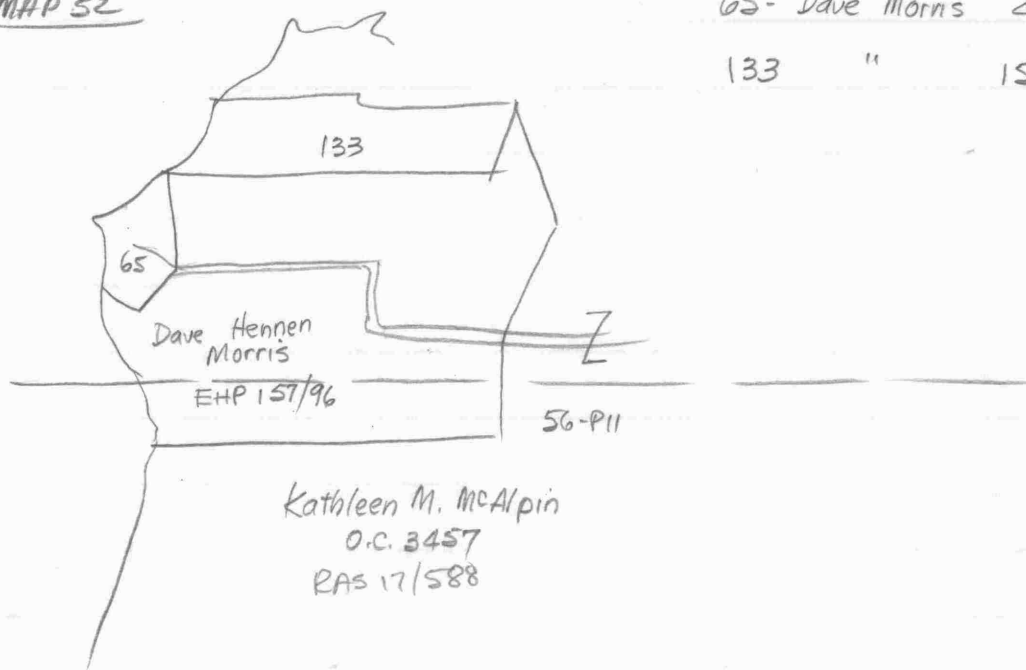 MAP 52
65- Dave Morris
133 " 15
133
65
Dave Hennen
Morris
EHP 157/96
56-P11
Kathleen M. McAlpin
O.C. 3457
RAS 17/588